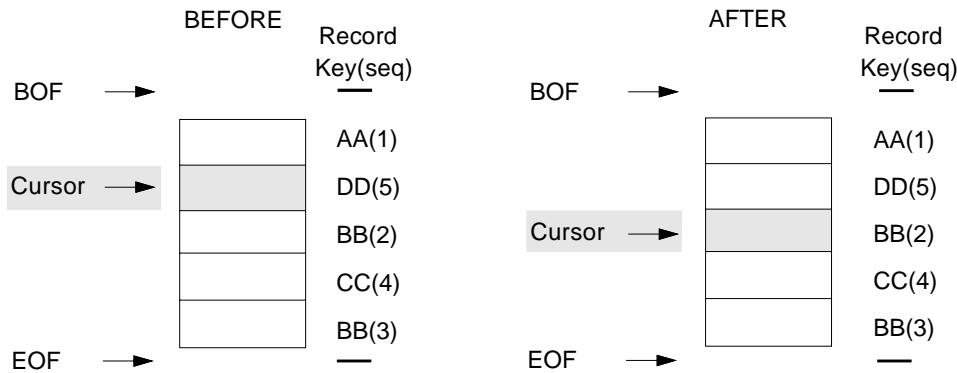 BEFORE
Record
Key(seq)
BOF
AA(1)
Cursor
DD(5)
BB(2)
CC(4)
BB(3)
EOF
AFTER
Record
Key(seq)
BOF
AA(1)
DD(5)
Cursor
BB(2)
CC(4)
BB(3)
EOF